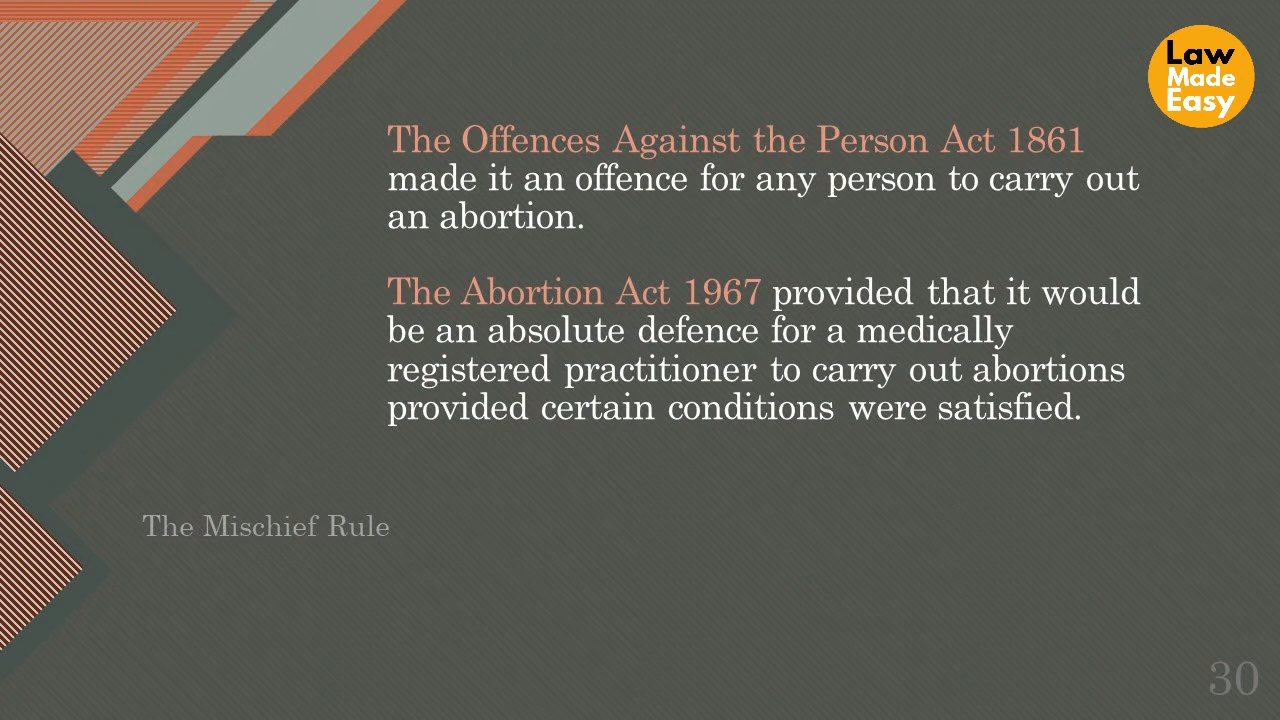 Law
Made
Easy
The Offences Against the Person Act 1861
made it an offence for any person to carry out
an abortion.
The Abortion Act 1967 provided that it would
be an absolute defence for a medically
registered practitioner to carry out abortions
provided certain conditions were satisfied.
The Mischief Rule
30